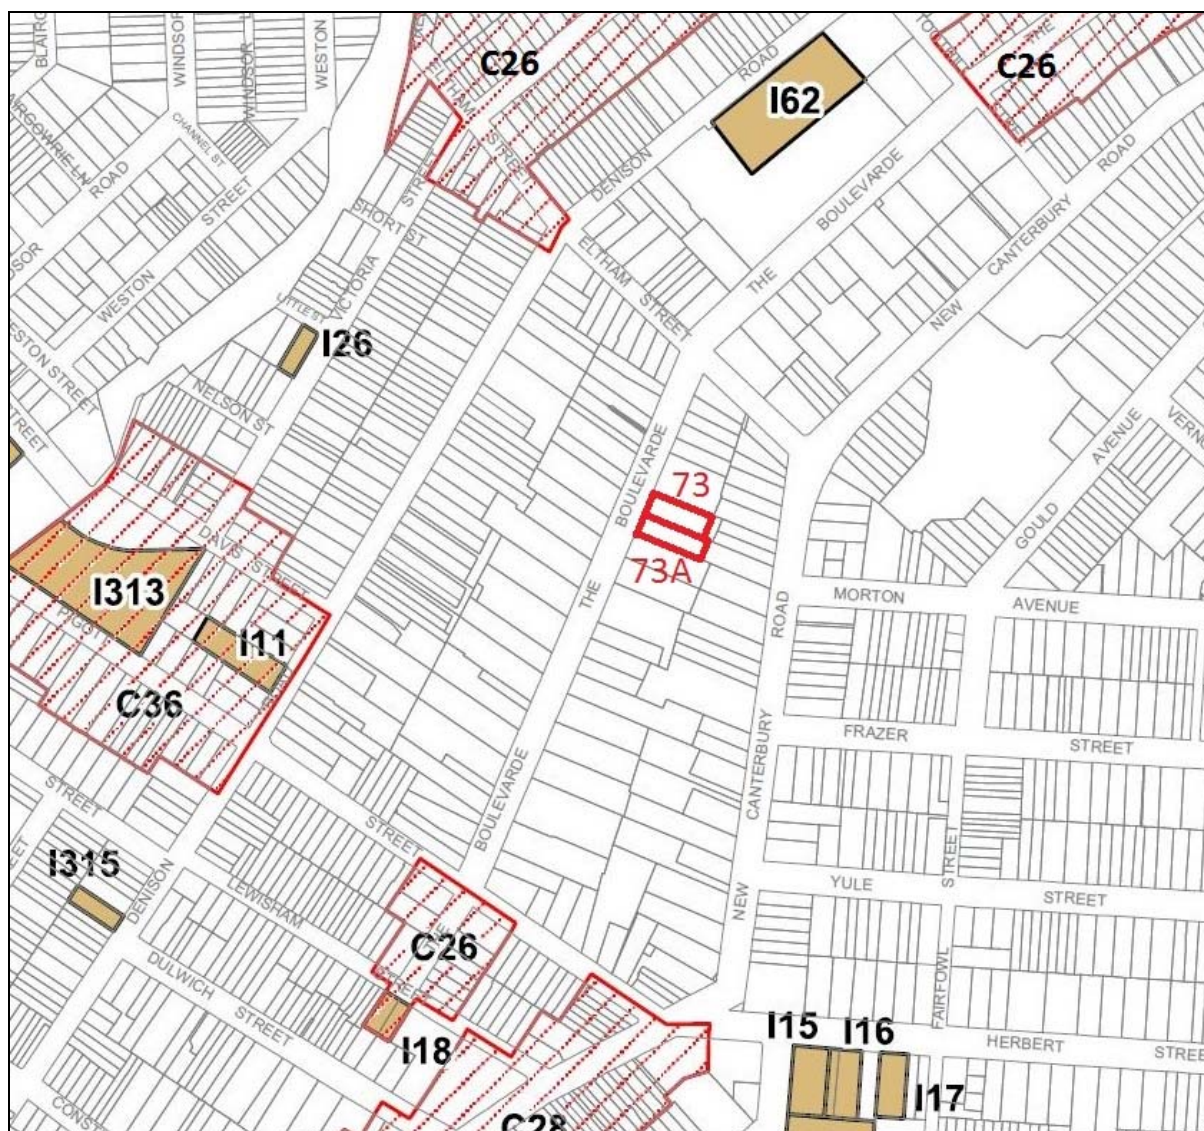 BLAIR
WINDSOR
WINDSOR
WESTON
C26
ELTHAM
STREET
ROAD
I62
THE
C26
CHANNEL ST
ROAD
STREET
SHORT ST
DENISON
BOULEVARDE
ROAD
CANTERBURY
WESTON
VICTORIA
ELTHAM STREET
THE
NEW
LITTLE ST
I26
NELSON ST
STREET
BOULEVARDE
73
73A
THE
GOULD
AVENUE
DAVIS STREET
I313
I11
C36
MORTON
AVENUE
ROAD
CANTERBURY
NEW
FRAZER
STREET
STREET
BOULEVARDE
STREET
I315
DENISON
LEWISHAM
STREET
C26
I18
DULWICH
STREET
YULE
STREET
STREET
FAIRFOWL
I15
I16
I17
HERBERT
C28